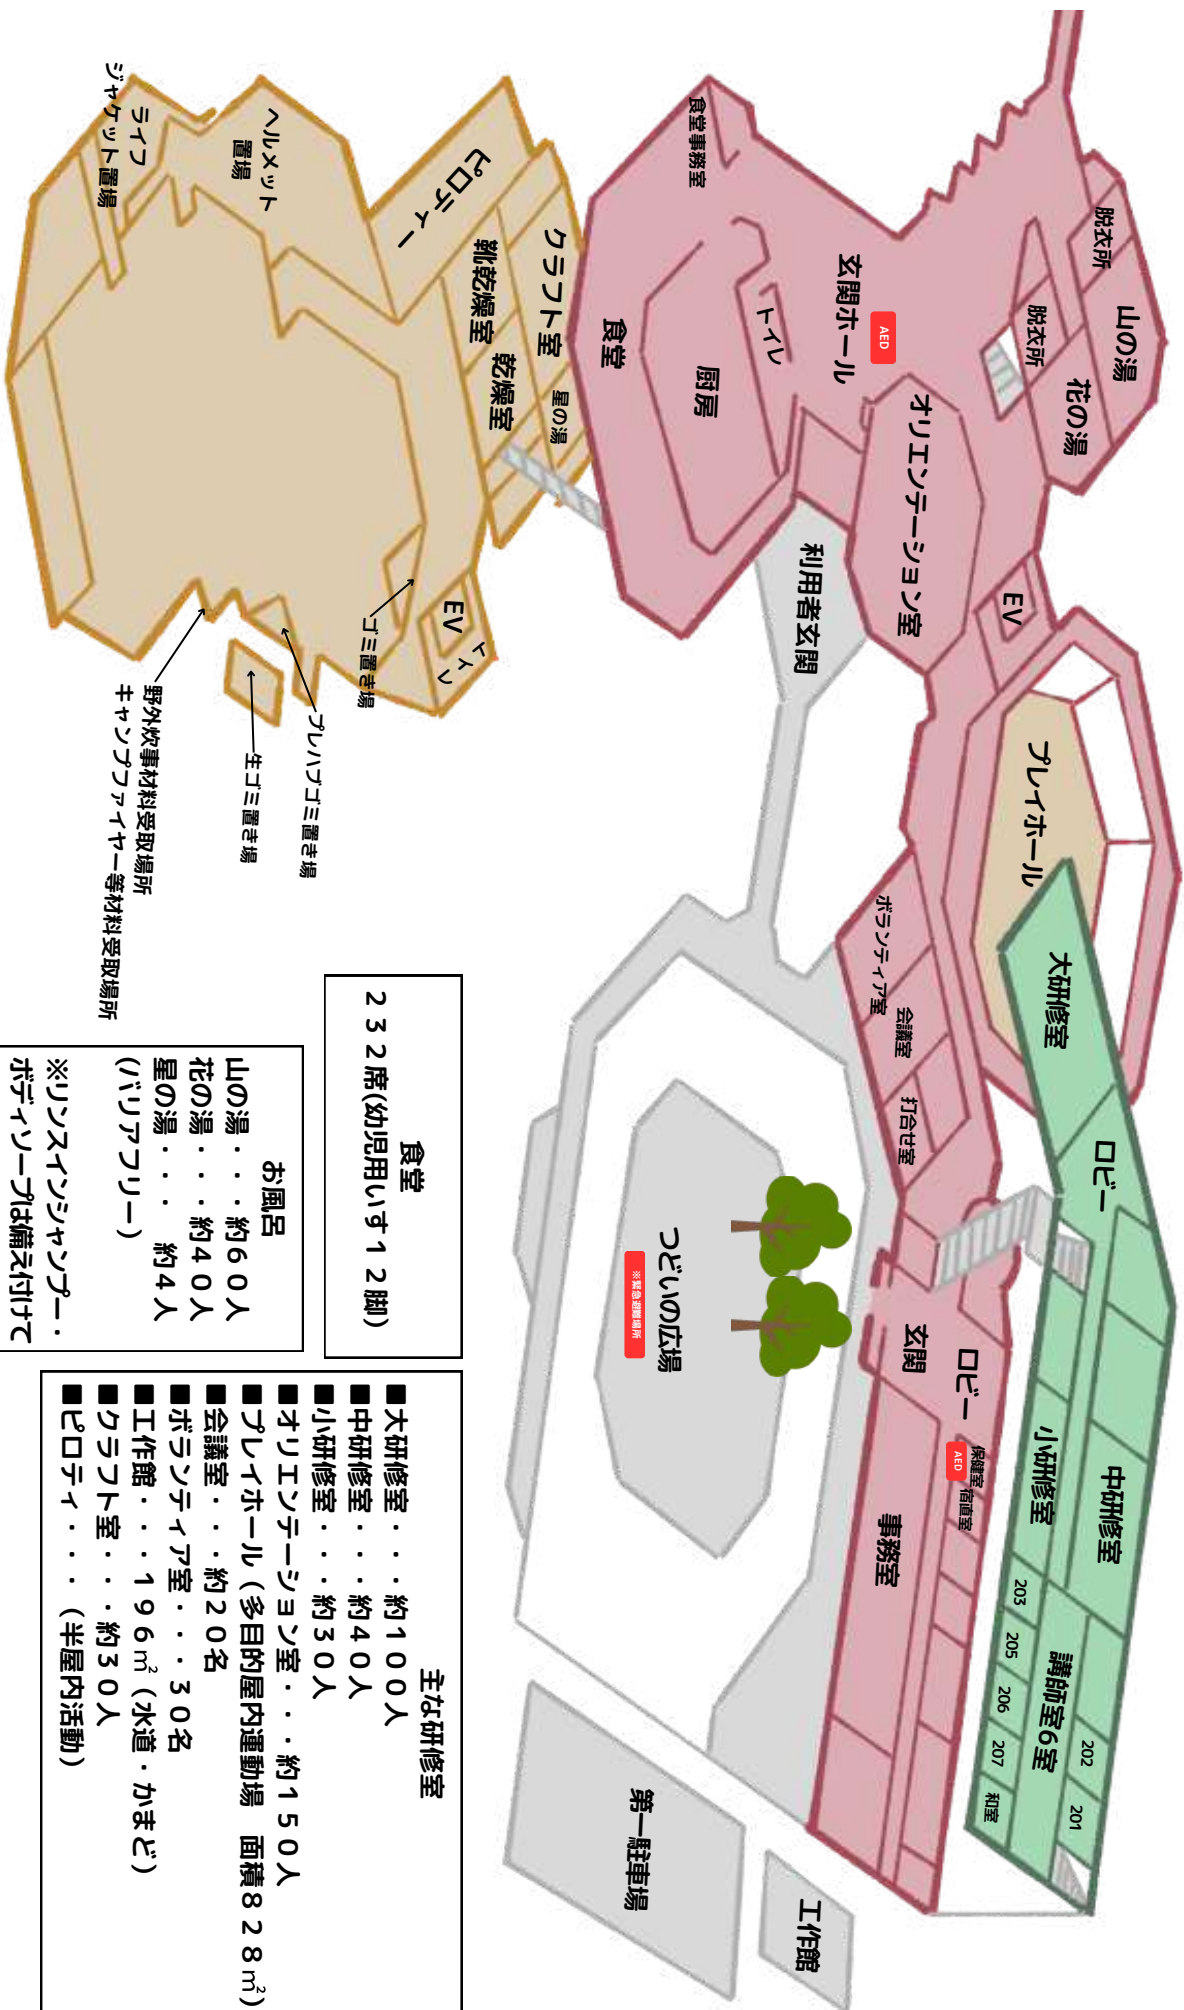 脱衣所
山の湯
脱衣所
花の湯
食堂事務室
玄関ホール
AED
トイレ
食堂
厨房
オリエンテーション室
利用者玄関
EV
プレイホール
大研修室
ロビー
中研修室
小研修室
講師室6室
203
205
206
207
和室
202
201
ボランティア室
会議室
打合せ室
玄関
ロビー
保健室
AED
宿直室
事務室
つどいの広場
※緊急避難場所
第一駐車場
工作館
ピロティー
クラフト室
靴乾燥室
乾燥室
星の湯
ヘルメット
置場
ライフ
ジャケット置場
EV
トイレ
ゴミ置き場
プレハブゴミ置き場
生ゴミ置き場
野外炊事材料受取場所
キャンプファイヤー等材料受取場所
食堂
232席(幼児用いす12脚)
お風呂
山の湯・・・約60人
花の湯・・・約40人
星の湯・・・ 約4人
(バリアフリー)
※リンスインシャンプー・
ボディソープは備え付けて
主な研修室
■大研修室・・・約100人
■中研修室・・・約40人
■小研修室・・・約30人
■オリエンテーション室・・・約150人
■プレイホール(多目的屋内運動場 面積828㎡)
■会議室・・・約20名
■ボランティア室・・・30名
■工作館・・・196㎡(水道・かまど)
■クラフト室・・・約30人
■ピロティ・・・(半屋内活動)